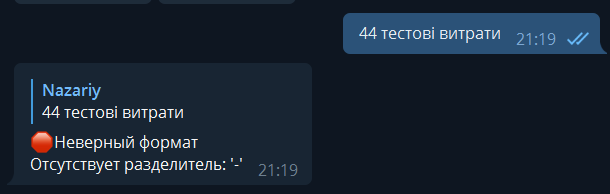 44 тестові витрати 21:19
Nazariy
44 тестові витрати
🛑Неверный формат
Отсутствует разделитель: '-' 21:19